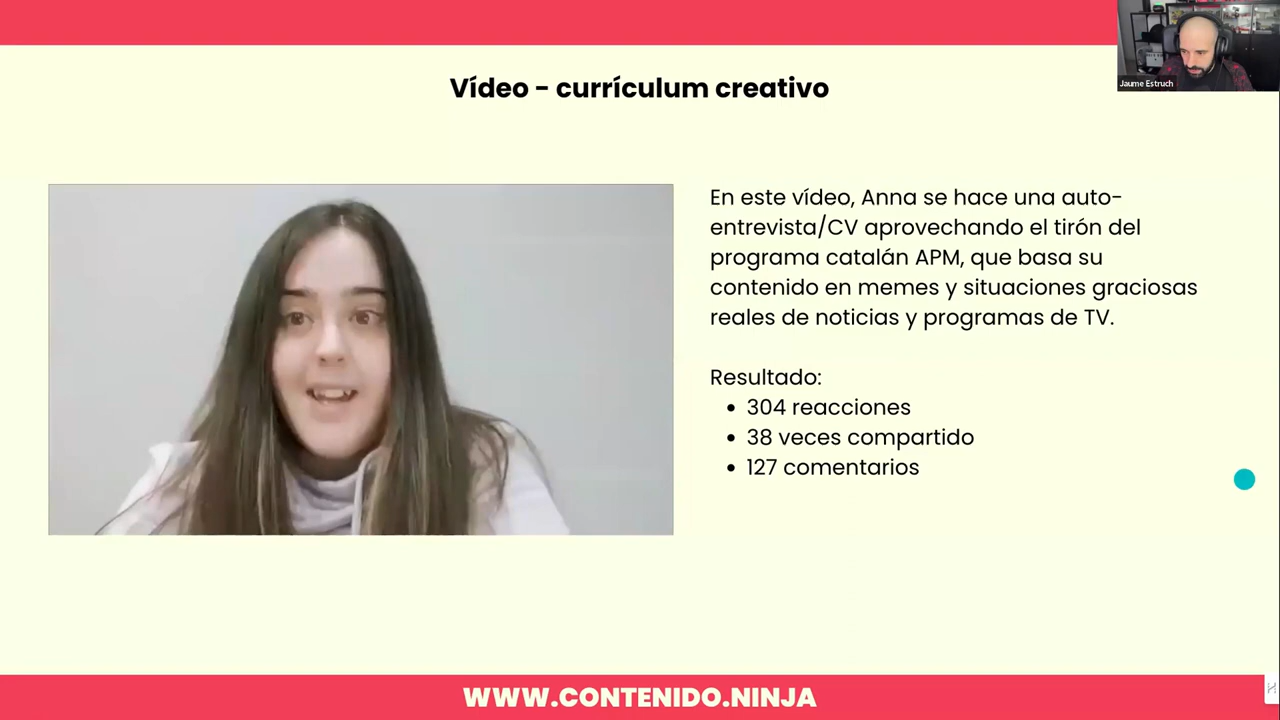 Vídeo - currículum creativo
Jaume Estruch
En este vídeo, Anna se hace una auto-
entrevista/CV aprovechando el tirón del
programa catalán APM, que basa su
contenido en memes y situaciones graciosas
reales de noticias y programas de TV.
Resultado:
• 304 reacciones
• 38 veces compartido
• 127 comentarios
WWW.CONTENIDO.NINJA